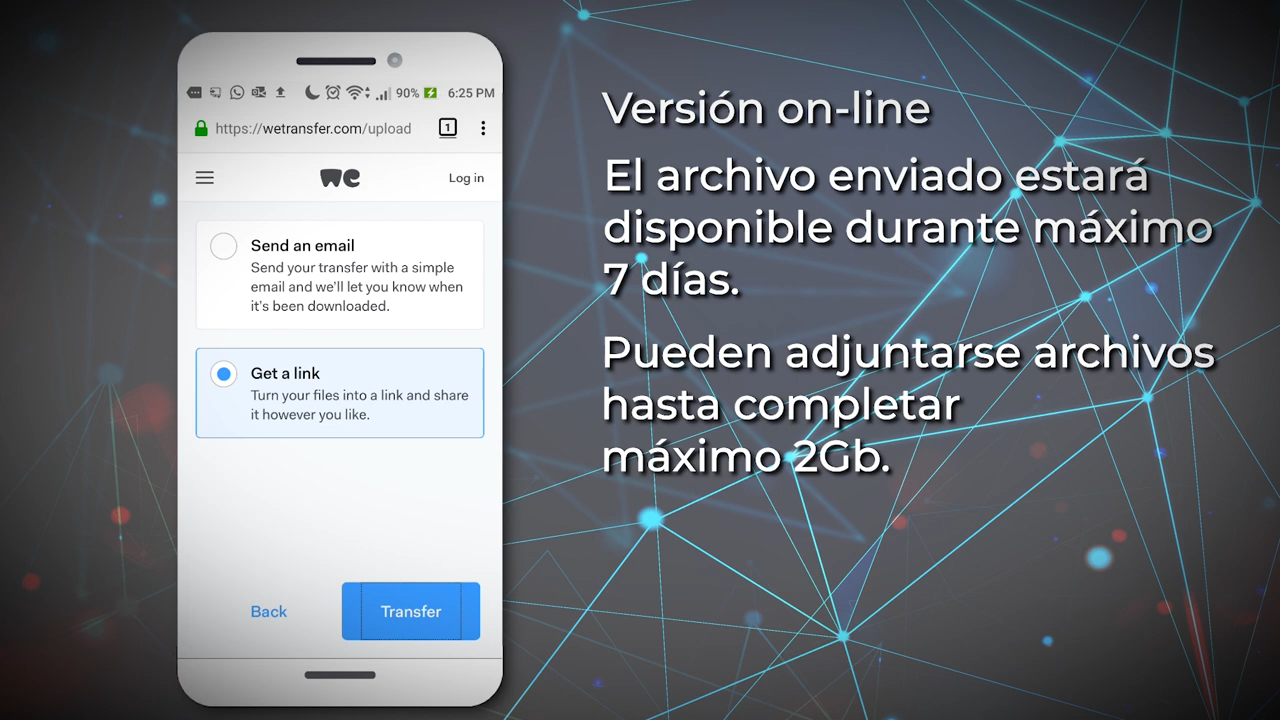 90% 6:25 PM
https://wetransfer.com/upload 1
we Log in
Send an email
Send your transfer with a simple
email and we'll let you know when
it's been downloaded.
Get a link
Turn your files into a link and share
it however you like.
Back Transfer
Versión on-line
El archivo enviado estará
disponible durante máximo
7 días.
Pueden adjuntarse archivos
hasta completar
máximo 2Gb.